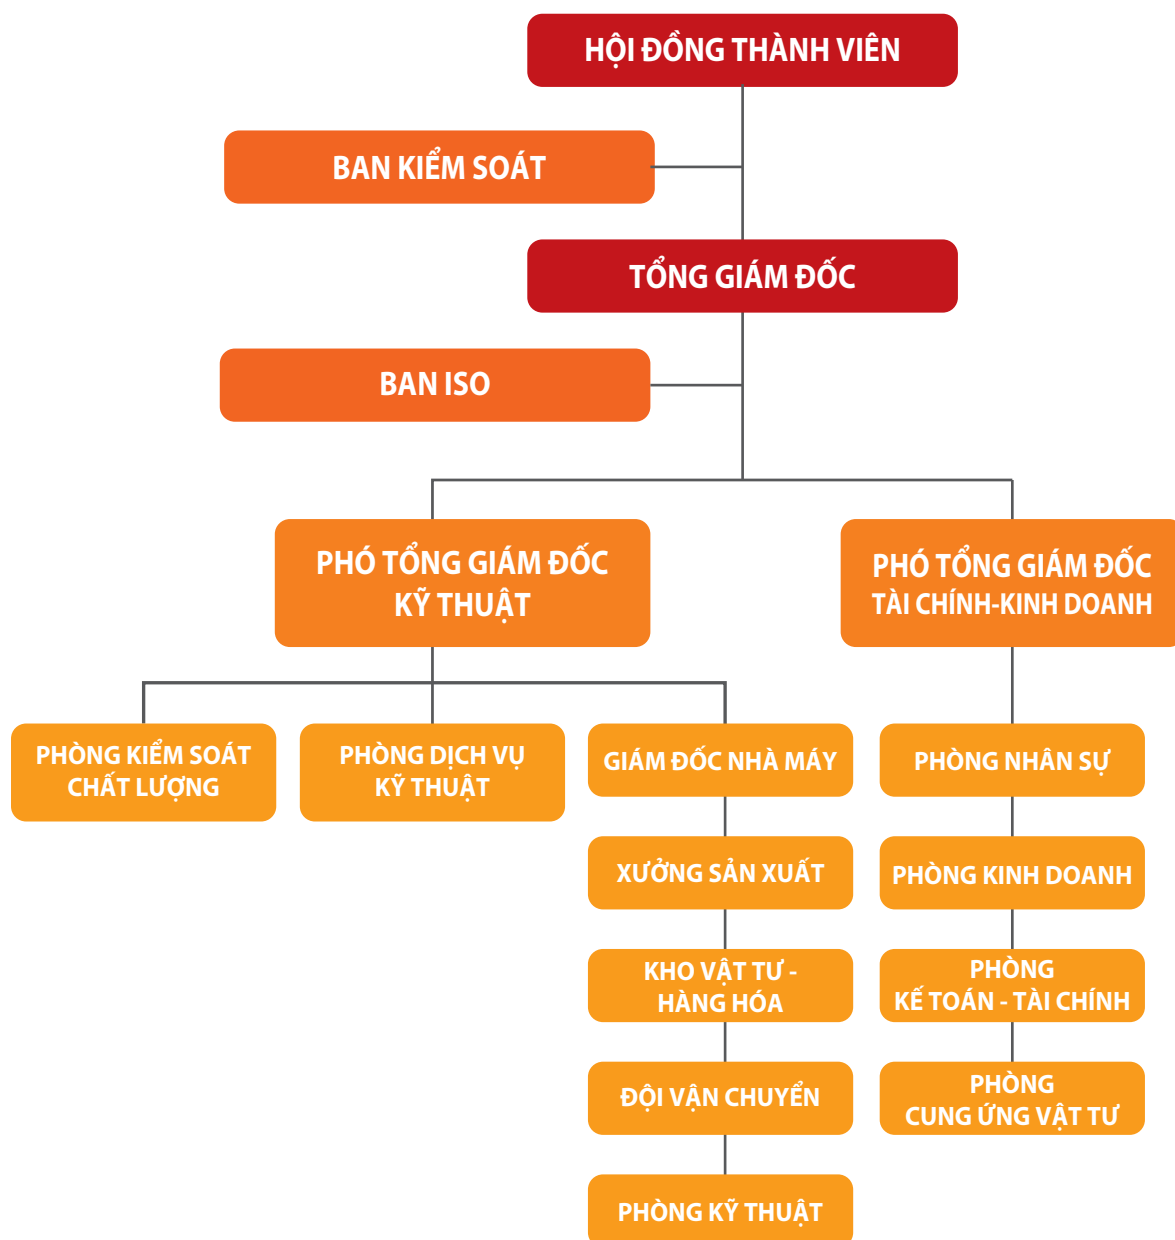 HỘI ĐỒNG THÀNH VIÊN
BAN KIỂM SOÁT
TỔNG GIÁM ĐỐC
BAN ISO
PHÓ TỔNG GIÁM ĐỐC
KỸ THUẬT
PHÓ TỔNG GIÁM ĐỐC
TÀI CHÍNH-KINH DOANH
PHÒNG KIỂM SOÁT
CHẤT LƯỢNG
PHÒNG DỊCH VỤ
KỸ THUẬT
GIÁM ĐỐC NHÀ MÁY
PHÒNG NHÂN SỰ
XƯỞNG SẢN XUẤT
PHÒNG KINH DOANH
KHO VẬT TƯ -
HÀNG HÓA
PHÒNG
KẾ TOÁN - TÀI CHÍNH
ĐỘI VẬN CHUYỂN
PHÒNG
CUNG ỨNG VẬT TƯ
PHÒNG KỸ THUẬT